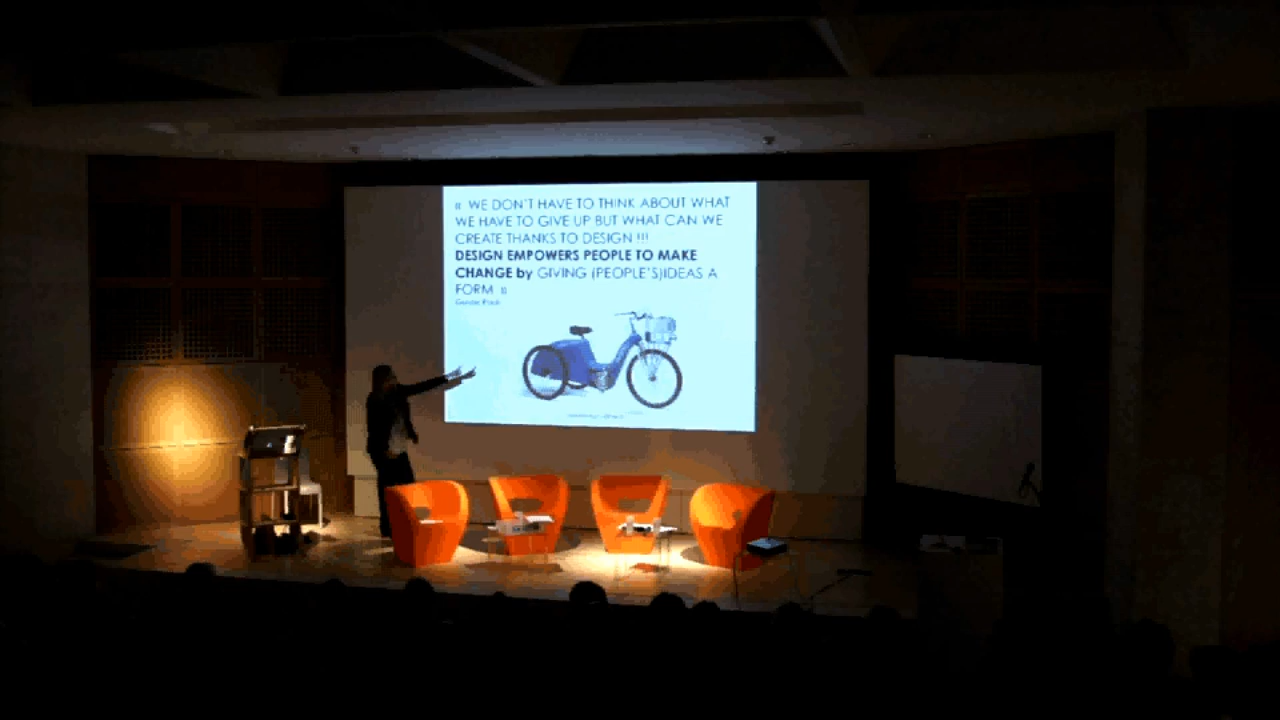 « WE DON'T HAVE TO THINK ABOUT WHAT
WE HAVE TO GIVE UP BUT WHAT CAN WE
CREATE THANKS TO DESIGN !!!
DESIGN EMPOWERS PEOPLE TO MAKE
CHANGE by GIVING (PEOPLE'S)IDEAS A
FORM »